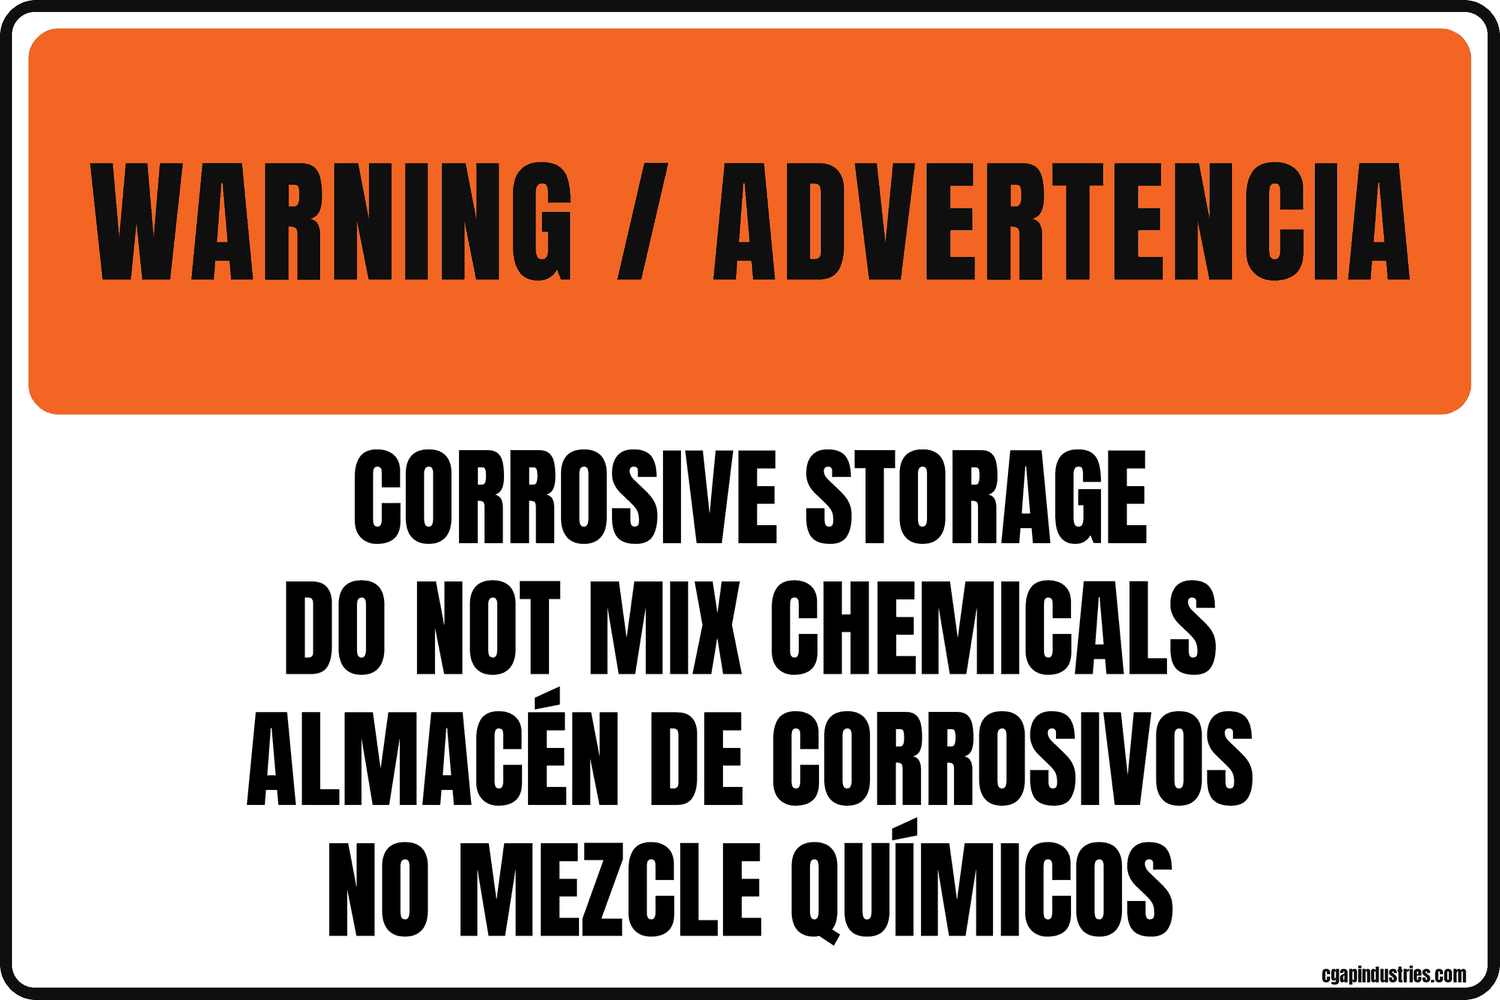 WARNING / ADVERTENCIA
CORROSIVE STORAGE
DO NOT MIX CHEMICALS
ALMACÉN DE CORROSIVOS
NO MEZCLE QUÍMICOS
cgapindustries.com